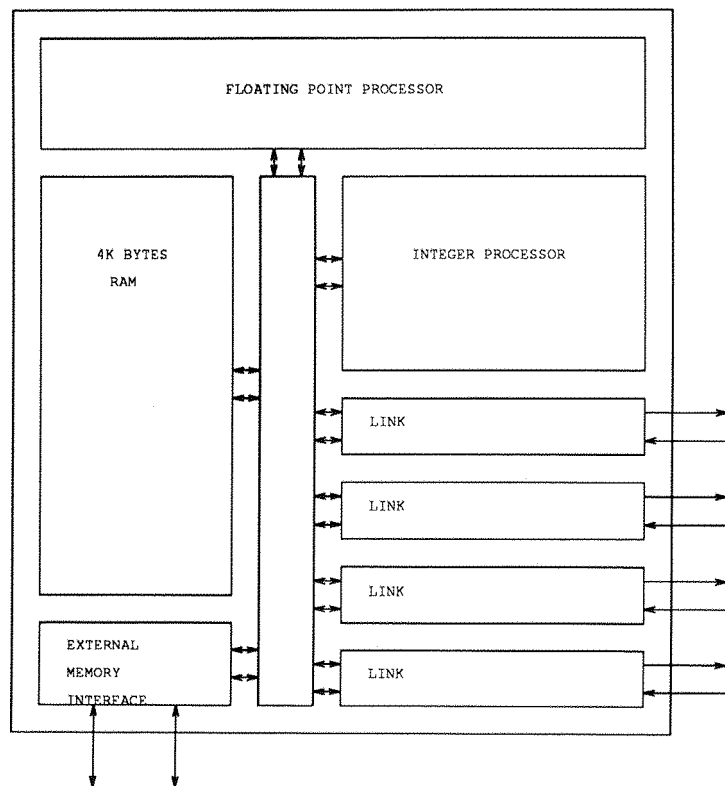 FLOATING POINT PROCESSOR
4K BYTES
RAM
INTEGER PROCESSOR
LINK
LINK
LINK
LINK
EXTERNAL
MEMORY
INTERFACE